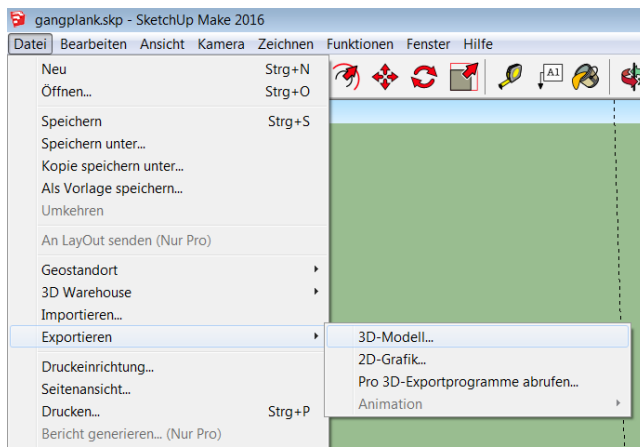 gangplank.skp - SketchUp Make 2016
Datei Bearbeiten Ansicht Kamera Zeichnen Funktionen Fenster Hilfe
Neu Strg+N
Öffnen... Strg+O
A1
Speichern Strg+S
Speichern unter...
Kopie speichern unter...
Als Vorlage speichern...
Umkehren
An LayOut senden (Nur Pro)
Geostandort
3D Warehouse
Importieren...
Exportieren
3D-Modell...
2D-Grafik...
Pro 3D-Exportprogramme abrufen...
Animation
Druckeinrichtung...
Seitenansicht...
Drucken... Strg+P
Bericht generieren... (Nur Pro)